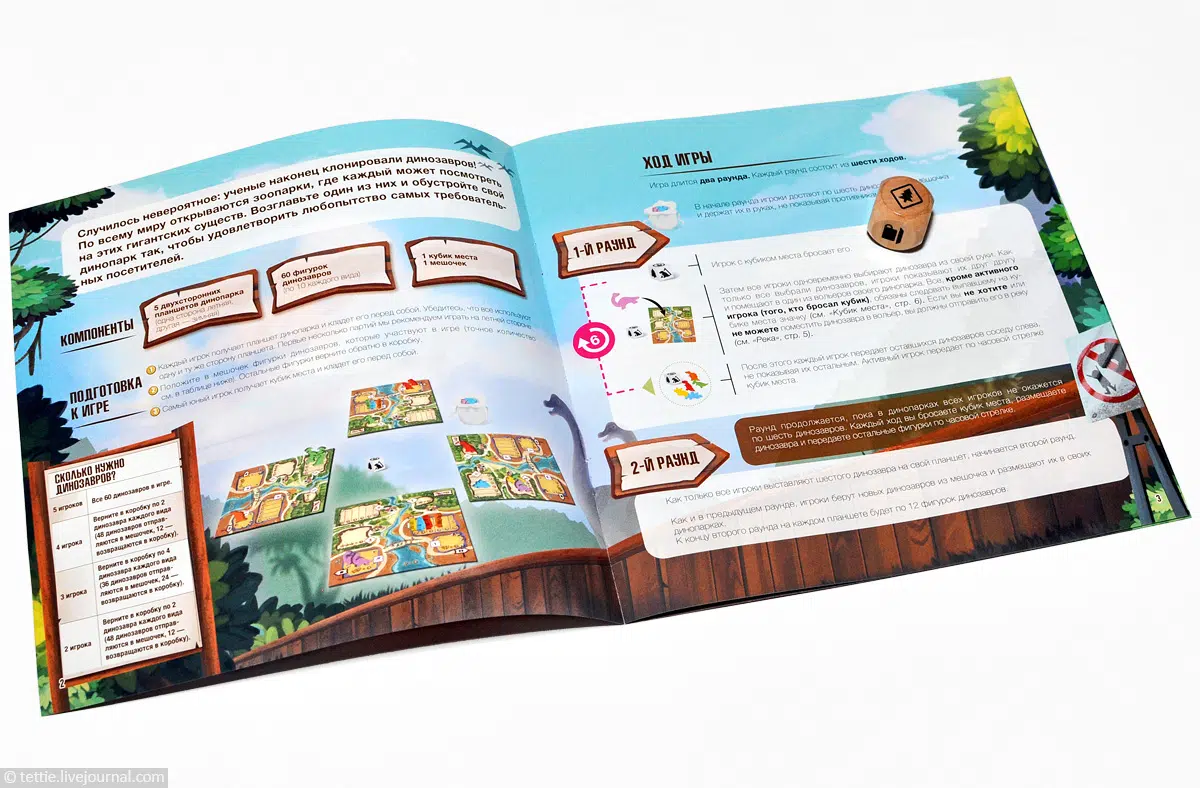 Случилось невероятное: ученые наконец клонировали динозавров!
По всему миру открываются зоопарки, где каждый может посмотреть
на этих гигантских существ. Возглавьте один из них и обустройте свой
динопарк так, чтобы удовлетворить любопытство самых требователь-
ных посетителей.
КОМПОНЕНТЫ
5 двухсторонних
планшетов динопарка
(одна сторона летняя,
другая — зимняя)
60 фигурок
динозавров
(по 10 каждого вида)
1 кубик места
1 мешочек
ПОДГОТОВКА
К ИГРЕ
1 Каждый игрок получает планшет динопарка и кладет его перед собой. Убедитесь, что все используют
одну и ту же сторону планшета. Первые несколько партий мы рекомендуем играть на летней стороне.
2 Положите в мешочек фигурки динозавров, которые участвуют в игре (точное количество
см. в таблице ниже). Остальные фигурки верните обратно в коробку.
3 Самый юный игрок получает кубик места и кладет его перед собой.
СКОЛЬКО НУЖНО
ДИНОЗАВРОВ?
5 игроков Все 60 динозавров в игре.
4 игрока Верните в коробку по 2
динозавра каждого вида
(48 динозавров отправ-
ляются в мешочек, 12 —
возвращаются в коробку).
3 игрока Верните в коробку по 4
динозавра каждого вида
(36 динозавров отправ-
ляются в мешочек, 24 —
возвращаются в коробку).
2 игрока Верните в коробку по 2
динозавра каждого вида
(48 динозавров отправ-
ляются в мешочек, 12 —
возвращаются в коробку).
2
ХОД ИГРЫ
Игра длится два раунда. Каждый раунд состоит из шести ходов.
1-Й РАУНД
В начале раунда игроки достают по шесть мешочка
и держат их в руках, не показывая противника
Игрок с кубиком места бросает его.
Затем все игроки одновременно выбирают динозавра из своей руки. Как
только все выбрали динозавров, игроки показывают их друг другу
и помещают в один из вольеров своего динопарка. Все, кроме активного
игрока (того, кто бросал кубик), обязаны следовать выпавшему на ку-
бике места значку (см. «Кубик места», стр. 6). Если вы не хотите или
не можете поместить динозавра в вольер, вы должны отправить его в реку
(см. «Река», стр. 5).
6
После этого каждый игрок передает оставшихся динозавров соседу слева,
не показывая их остальным. Активный игрок передает по часовой стрелке
кубик места.
Раунд продолжается, пока в динопарках всех игроков не окажется
по шесть динозавров. Каждый ход вы бросаете кубик места, размещаете
динозавра и передаете остальные фигурки по часовой стрелке.
2-Й РАУНД
Как только все игроки выставляют шестого динозавра на свой планшет, начинается второй раунд.
Как и в предыдущем раунде, игроки берут новых динозавров из мешочка и размещают их в своих
динопарках.
К концу второго раунда на каждом планшете будет по 12 фигурок динозавров.
3
© tettie.livejournal.com